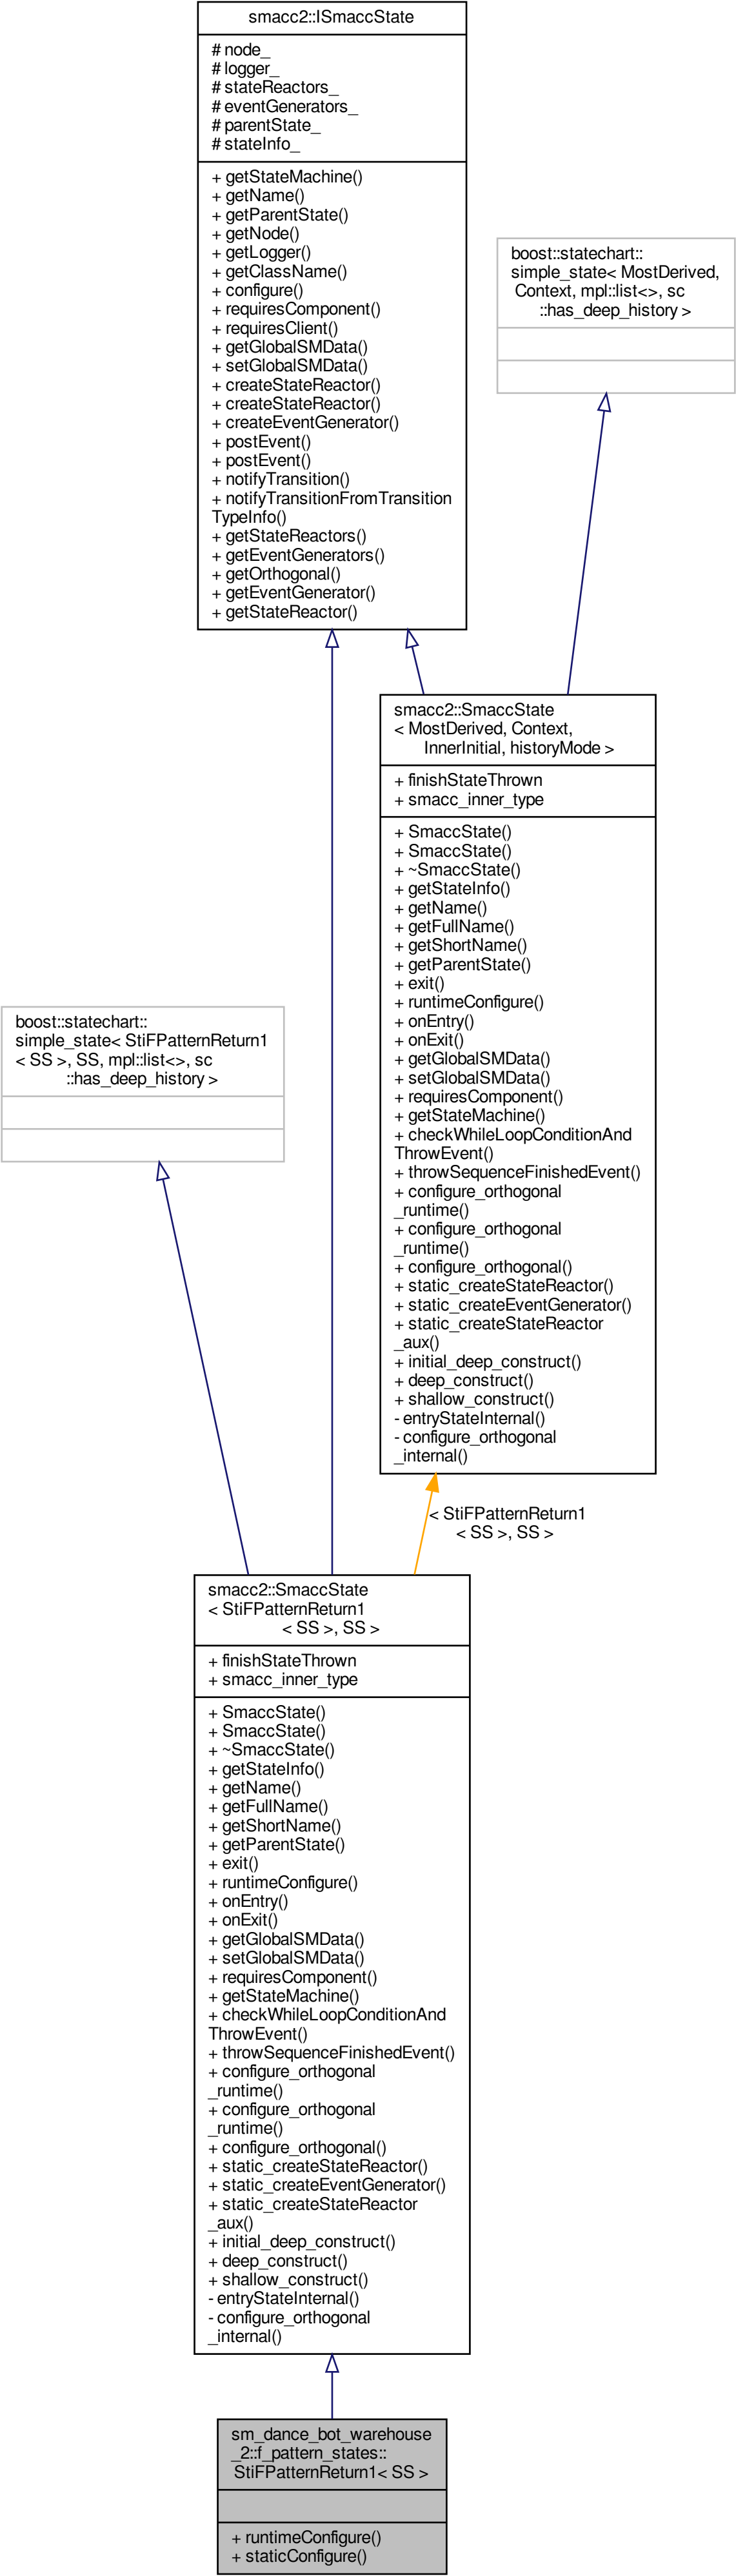 smacc2::ISmaccState
# node_
# logger_
# stateReactors_
# eventGenerators_
# parentState_
# stateInfo_
+ getStateMachine()
+ getName()
+ getParentState()
+ getNode()
+ getLogger()
+ getClassName()
+ configure()
+ requiresComponent()
+ requiresClient()
+ getGlobalSMData()
+ setGlobalSMData()
+ createStateReactor()
+ createStateReactor()
+ createEventGenerator()
+ postEvent()
+ postEvent()
+ notifyTransition()
+ notifyTransitionFromTransition
TypeInfo()
+ getStateReactors()
+ getEventGenerators()
+ getOrthogonal()
+ getEventGenerator()
+ getStateReactor()
boost::statechart::
simple_state< MostDerived,
Context, mpl::list<>, sc
::has_deep_history >
smacc2::SmaccState
< MostDerived, Context,
InnerInitial, historyMode >
+ finishStateThrown
+ smacc_inner_type
+ SmaccState()
+ SmaccState()
+ ~SmaccState()
+ getStateInfo()
+ getName()
+ getFullName()
+ getShortName()
+ getParentState()
+ exit()
+ runtimeConfigure()
+ onEntry()
+ onExit()
+ getGlobalSMData()
+ setGlobalSMData()
+ requiresComponent()
+ getStateMachine()
+ checkWhileLoopConditionAnd
ThrowEvent()
+ throwSequenceFinishedEvent()
+ configure_orthogonal
_runtime()
+ configure_orthogonal
_runtime()
+ configure_orthogonal()
+ static_createStateReactor()
+ static_createEventGenerator()
+ static_createStateReactor
_aux()
+ initial_deep_construct()
+ deep_construct()
+ shallow_construct()
- entryStateInternal()
- configure_orthogonal
_internal()
boost::statechart::
simple_state< StiFPatternReturn1
< SS >, SS, mpl::list<>, sc
::has_deep_history >
< StiFPatternReturn1
< SS >, SS >
smacc2::SmaccState
< StiFPatternReturn1
< SS >, SS >
+ finishStateThrown
+ smacc_inner_type
+ SmaccState()
+ SmaccState()
+ ~SmaccState()
+ getStateInfo()
+ getName()
+ getFullName()
+ getShortName()
+ getParentState()
+ exit()
+ runtimeConfigure()
+ onEntry()
+ onExit()
+ getGlobalSMData()
+ setGlobalSMData()
+ requiresComponent()
+ getStateMachine()
+ checkWhileLoopConditionAnd
ThrowEvent()
+ throwSequenceFinishedEvent()
+ configure_orthogonal
_runtime()
+ configure_orthogonal
_runtime()
+ configure_orthogonal()
+ static_createStateReactor()
+ static_createEventGenerator()
+ static_createStateReactor
_aux()
+ initial_deep_construct()
+ deep_construct()
+ shallow_construct()
- entryStateInternal()
- configure_orthogonal
_internal()
sm_dance_bot_warehouse
_2::f_pattern_states::
StiFPatternReturn1< SS >
+ runtimeConfigure()
+ staticConfigure()